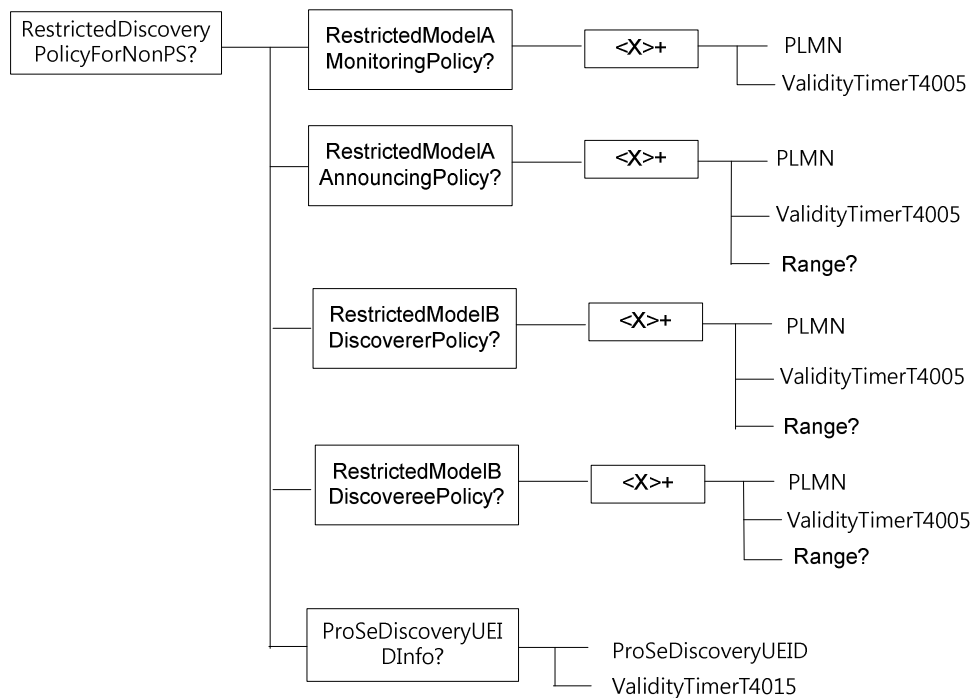 RestrictedDiscovery
PolicyForNonPS?
RestrictedModelA
MonitoringPolicy?
<X>+
PLMN
ValidityTimerT4005
RestrictedModelA
AnnouncingPolicy?
<X>+
PLMN
ValidityTimerT4005
Range?
RestrictedModelB
DiscovererPolicy?
<X>+
PLMN
ValidityTimerT4005
Range?
RestrictedModelB
DiscovereePolicy?
<X>+
PLMN
ValidityTimerT4005
Range?
ProSeDiscoveryUEI
DInfo?
ProSeDiscoveryUEID
ValidityTimerT4015